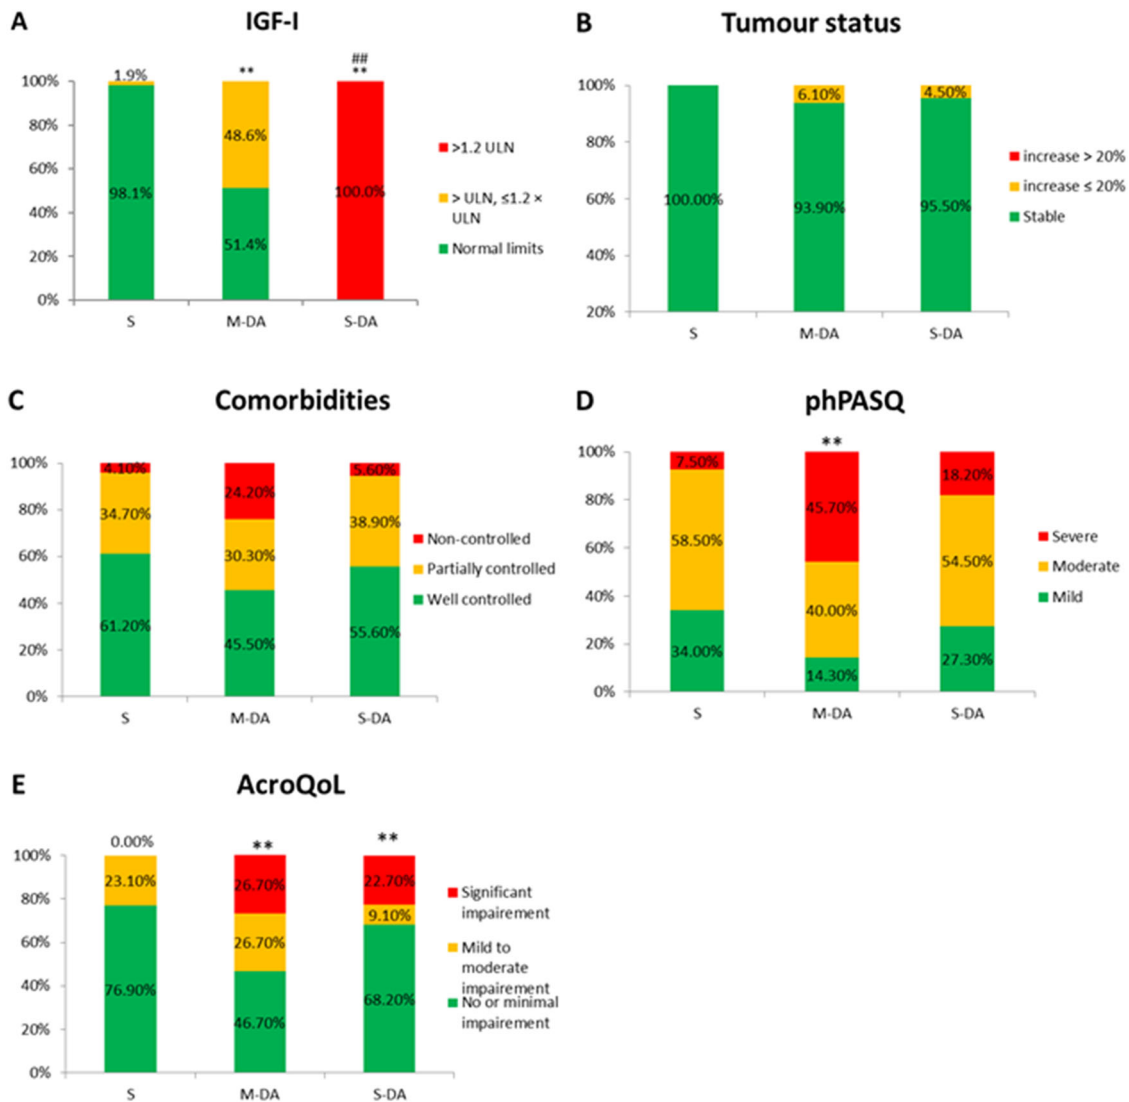 A
IGF-I
##
**
**
1.9%
100%
80%
60%
40%
20%
0%
98.1%
48.6%
51.4%
100.0%
S
M-DA
S-DA
>1.2 ULN
> ULN, ≤1.2 ×
ULN
Normal limits
B
Tumour status
100%
80%
60%
40%
20%
100.00%
6.10%
93.90%
4.50%
95.50%
S
M-DA
S-DA
increase > 20%
increase ≤ 20%
Stable
C
Comorbidities
100%
80%
60%
40%
20%
0%
4.10%
34.70%
61.20%
24.20%
30.30%
45.50%
5.60%
38.90%
55.60%
S
M-DA
S-DA
Non-controlled
Partially controlled
Well controlled
D
phPASQ
**
100%
80%
60%
40%
20%
0%
7.50%
58.50%
34.00%
45.70%
40.00%
14.30%
18.20%
54.50%
27.30%
S
M-DA
S-DA
Severe
Moderate
Mild
E
AcroQoL
0.00%
**
**
100%
80%
60%
40%
20%
0%
23.10%
76.90%
26.70%
26.70%
46.70%
22.70%
9.10%
68.20%
S
M-DA
S-DA
Significant
impairement
Mild to
moderate
impairement
No or minimal
impairement